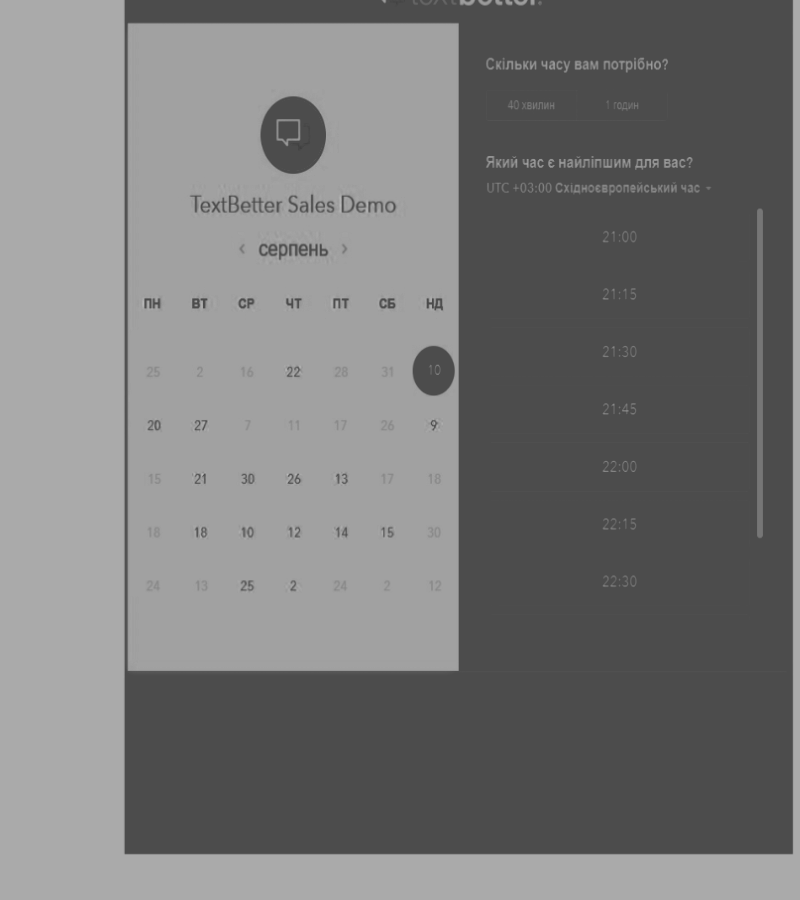 textbetter.
TextBetter Sales Demo
‹ серпень ›
ПН ВТ СР ЧТ ПТ СБ НД
25 2 16 22 28 31 10
20 27 7 11 17 26 9
15 21 30 26 13 17 18
18 18 10 12 14 15 30
24 13 25 2 24 2 12
Скільки часу вам потрібно?
40 хвилин 1 годин
Який час є найліпшим для вас?
UTC +03:00 Східноєвропейський час
21:00
21:15
21:30
21:45
22:00
22:15
22:30